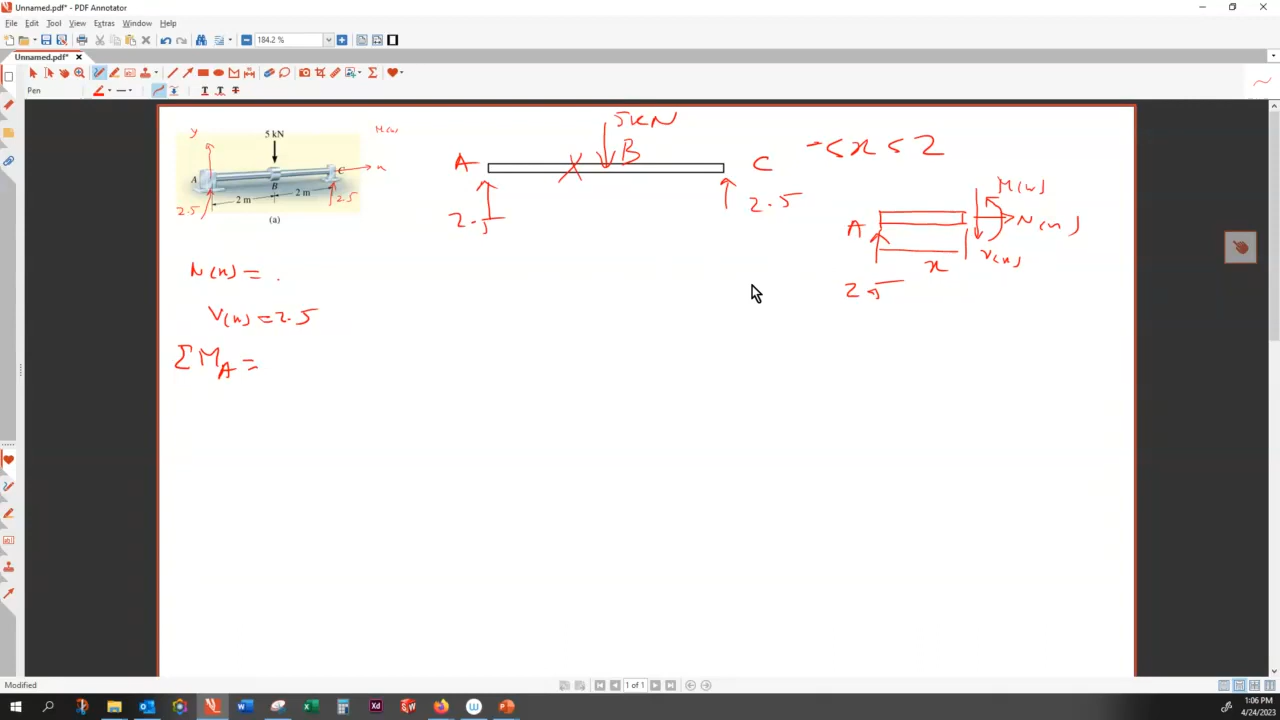 Unnamed.pdf* - PDF Annotator
File Edit Tool View Extras Window Help
184.2 %
Unnamed.pdf*
Pen
y
5 kN
M(x)
A
B
C
x
2 m
2 m
2.5
2.5
(a)
5kN
A
B
C
2.5
2.5
< x < 2
M(x)
A
N(x)
V(x)
x
2.5
N(x) = .
V(x) = 2.5
ΣM_A =
Modified
1 of 1
1:06 PM
4/24/2023